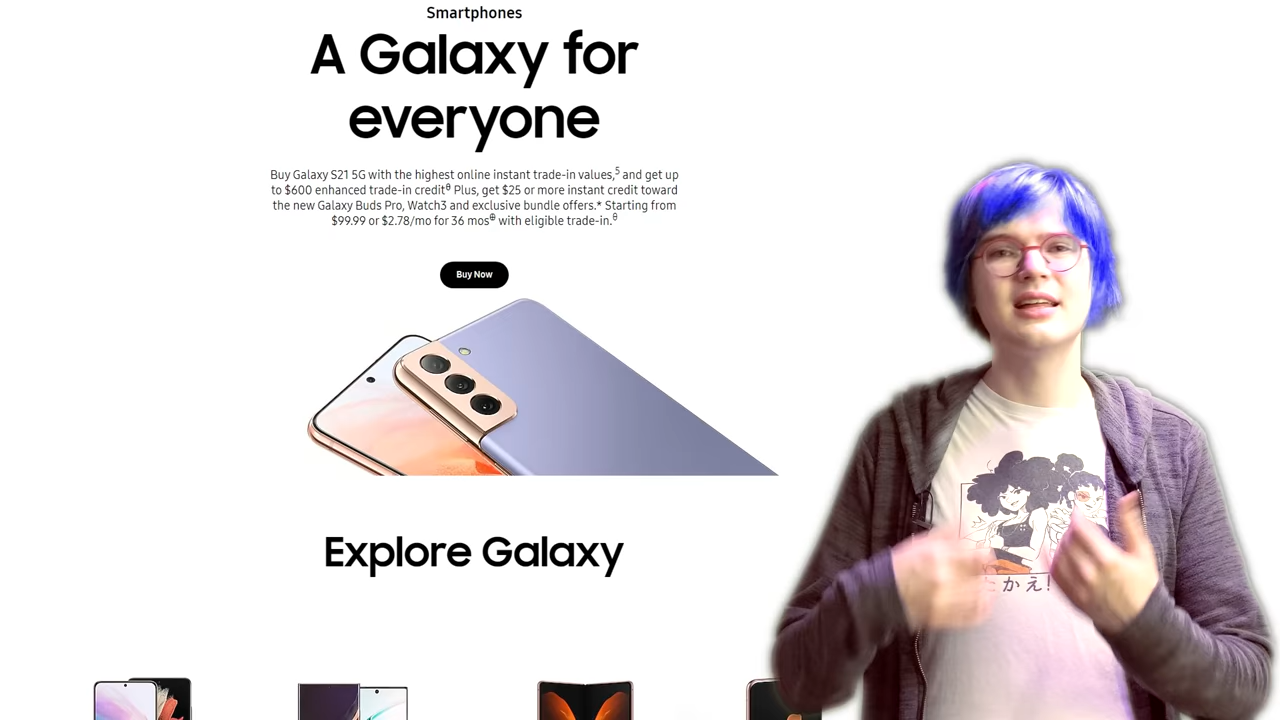 Smartphones
A Galaxy for
everyone
Buy Galaxy S21 5G with the highest online instant trade-in values,⁵ and get up
to $600 enhanced trade-in credit⁰ Plus, get $25 or more instant credit toward
the new Galaxy Buds Pro, Watch3 and exclusive bundle offers.* Starting from
$99.99 or $2.78/mo for 36 mos⊕ with eligible trade-in.θ
Buy Now
Explore Galaxy
かえ!